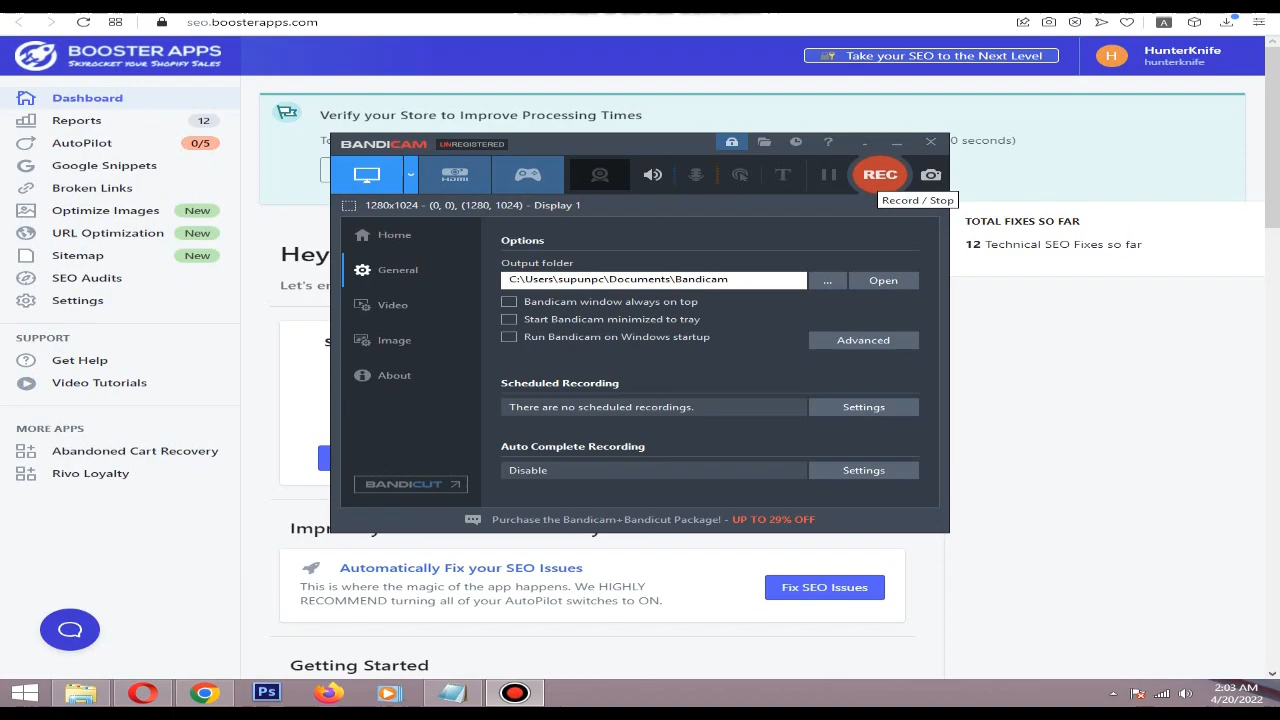 seo.boosterapps.com
A
BOOSTER APPS
SKYROCKET YOUR SHOPIFY SALES
Take your SEO to the Next Level
H
HunterKnife
hunterknife
Dashboard
Reports 12
AutoPilot 0/5
Google Snippets
Broken Links
Optimize Images New
URL Optimization New
Sitemap New
SEO Audits
Settings
SUPPORT
Get Help
Video Tutorials
MORE APPS
Abandoned Cart Recovery
Rivo Loyalty
Verify your Store to Improve Processing Times
0 seconds)
TOTAL FIXES SO FAR
12 Technical SEO Fixes so far
Hey
Let's
BANDICAM UNREGISTERED
?
HDMI
T
REC
Record / Stop
1280x1024 - (0, 0), (1280, 1024) - Display 1
Home
General
Video
Image
About
BANDICUT
Options
Output folder
C:\Users\supunpc\Documents\Bandicam ... Open
Bandicam window always on top
Start Bandicam minimized to tray
Run Bandicam on Windows startup
Advanced
Scheduled Recording
There are no scheduled recordings. Settings
Auto Complete Recording
Disable Settings
Purchase the Bandicam+Bandicut Package! - UP TO 29% OFF
Automatically Fix your SEO Issues
This is where the magic of the app happens. We HIGHLY
RECOMMEND turning all of your AutoPilot switches to ON.
Fix SEO Issues
Getting Started
Ps
2:03 AM
4/20/2022